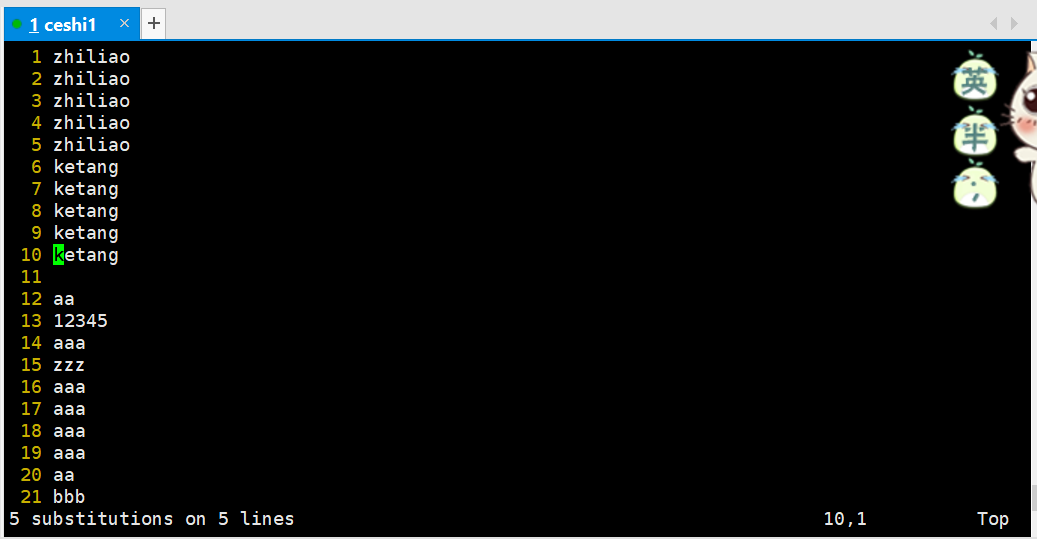 1 ceshi1 × +
1 zhiliao
2 zhiliao
3 zhiliao
4 zhiliao
5 zhiliao
6 ketang
7 ketang
8 ketang
9 ketang
10 ketang
11
12 aa
13 12345
14 aaa
15 zzz
16 aaa
17 aaa
18 aaa
19 aaa
20 aa
21 bbb
5 substitutions on 5 lines 10,1 Top
英
半